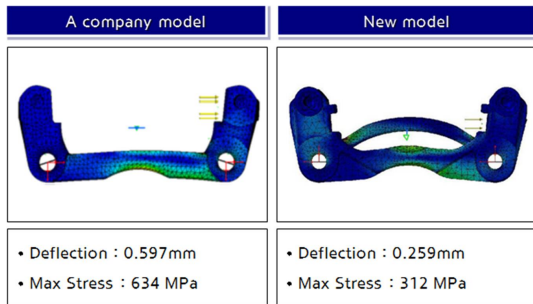 A company model
New model
• Deflection : 0.597mm
• Max Stress : 634 MPa
• Deflection : 0.259mm
• Max Stress : 312 MPa